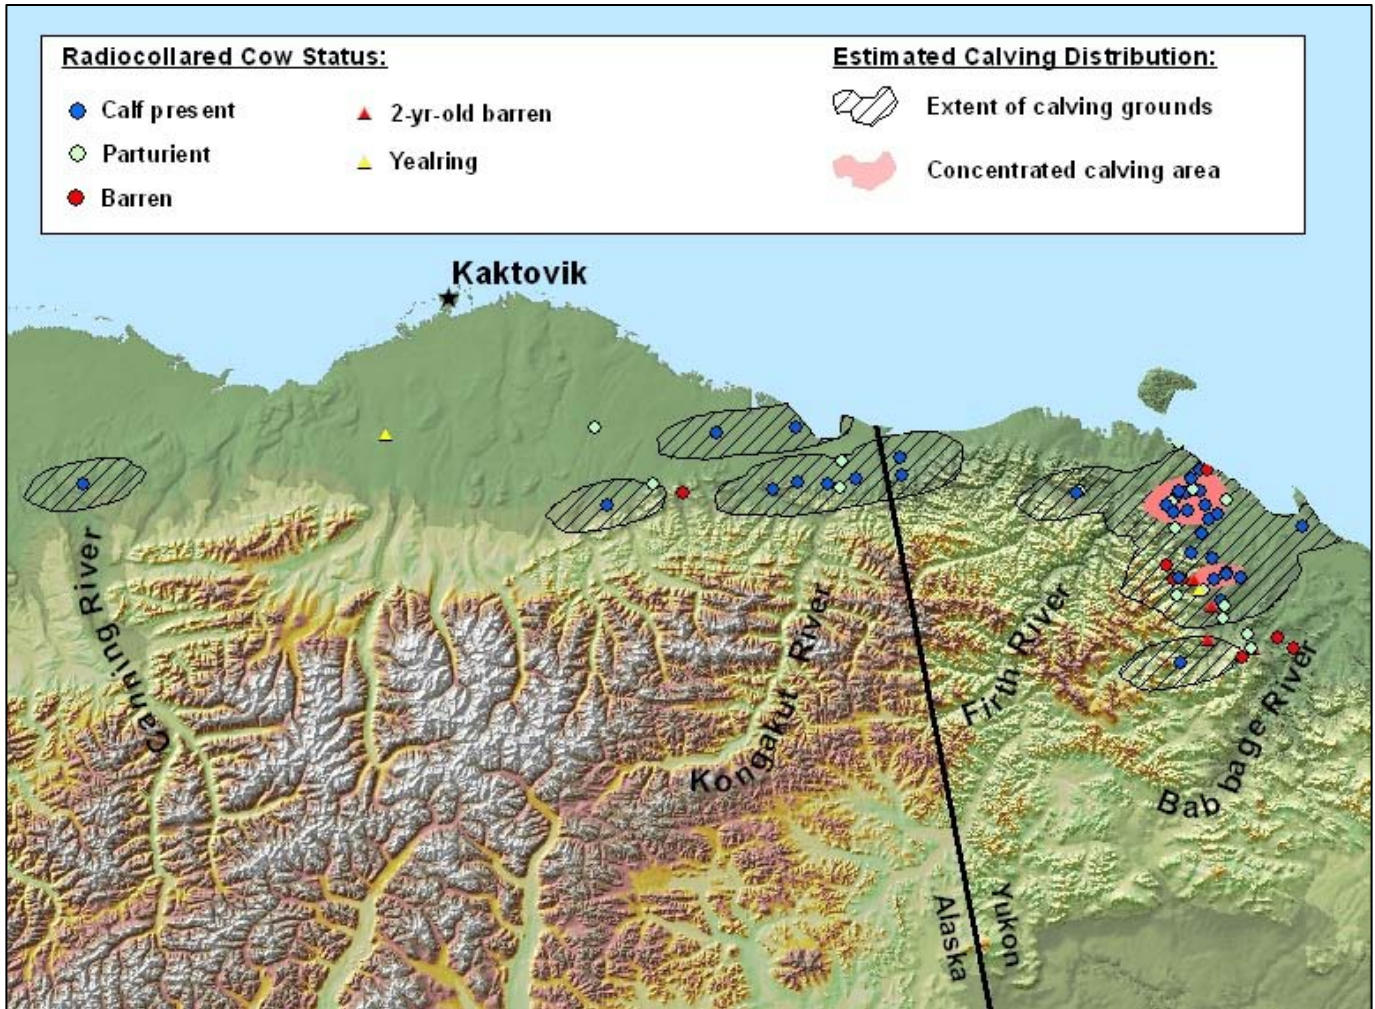 Radiocollared Cow Status:
Calf present
Parturient
Barren
2-yr-old barren
Yealring
Estimated Calving Distribution:
Extent of calving grounds
Concentrated calving area
Kaktovik
Canning River
Kongakut River
Firth River
Babbage River
Alaska
Yukon